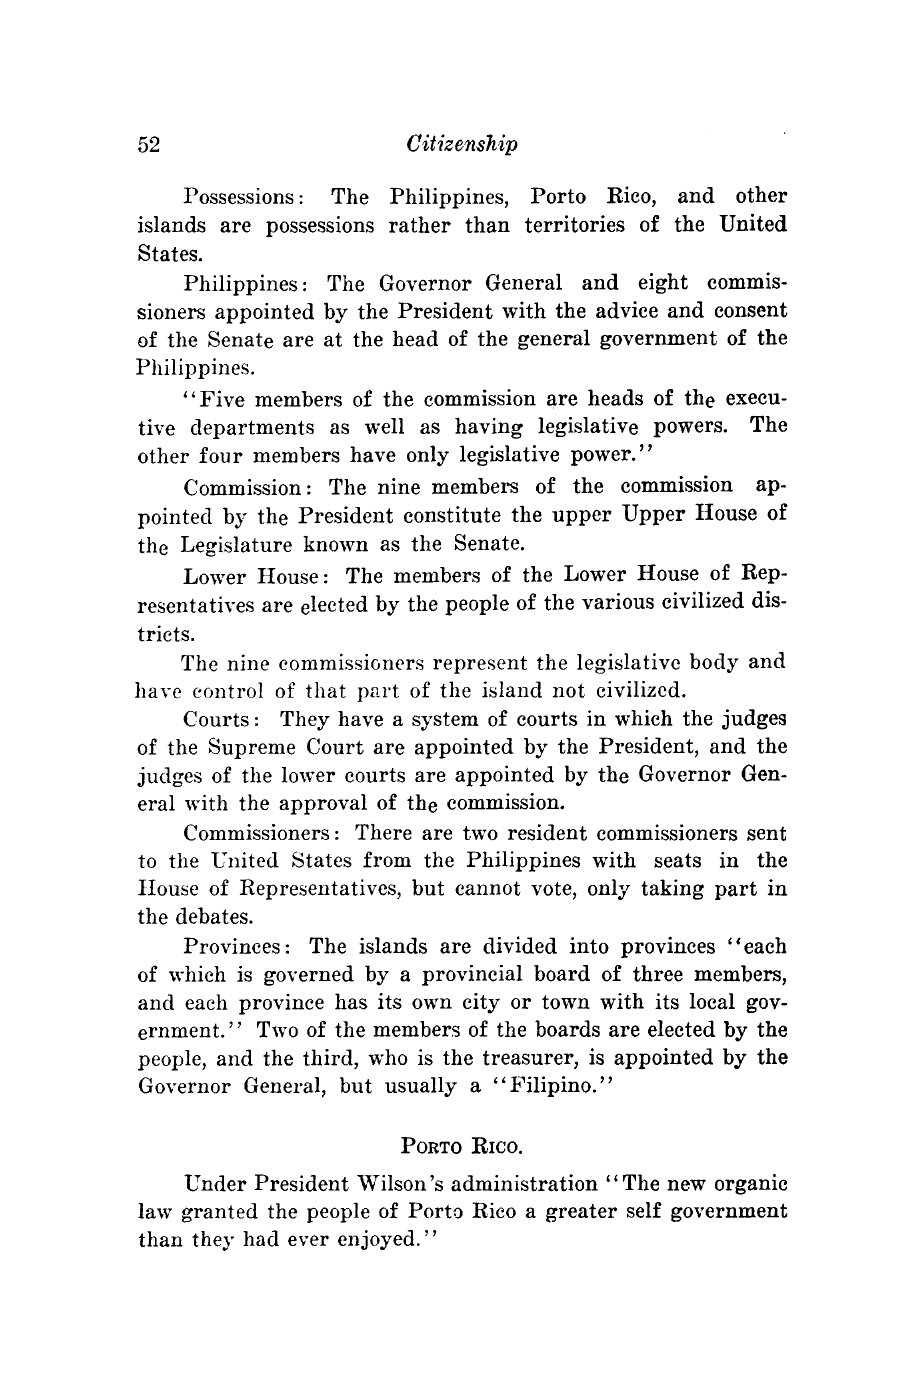 52 Citizenship
Possessions: The Philippines, Porto Rico, and other
islands are possessions rather than territories of the United
States.
Philippines: The Governor General and eight commis-
sioners appointed by the President with the advice and consent
of the Senate are at the head of the general government of the
Philippines.
‘‘Five members of the commission are heads of the execu-
tive departments as well as having legislative powers. The
other four members have only legislative power.’’
Commission: The nine members of the commission ap-
pointed by the President constitute the upper Upper House of
the Legislature known as the Senate.
Lower House: The members of the Lower House of Rep-
resentatives are elected by the people of the various civilized dis-
tricts.
The nine commissioners represent the legislative body and
have control of that part of the island not civilized.
Courts: They have a system of courts in which the judges
of the Supreme Court are appointed by the President, and the
judges of the lower courts are appointed by the Governor Gen-
eral with the approval of the commission.
Commissioners: There are two resident commissioners sent
to the United States from the Philippines with seats in the
House of Representatives, but cannot vote, only taking part in
the debates.
Provinces: The islands are divided into provinces ‘‘each
of which is governed by a provincial board of three members,
and each province has its own city or town with its local gov-
ernment.’’ Two of the members of the boards are elected by the
people, and the third, who is the treasurer, is appointed by the
Governor General, but usually a ‘‘Filipino.’’
PORTO RICO.
Under President Wilson’s administration ‘‘The new organic
law granted the people of Porto Rico a greater self government
than they had ever enjoyed.’’